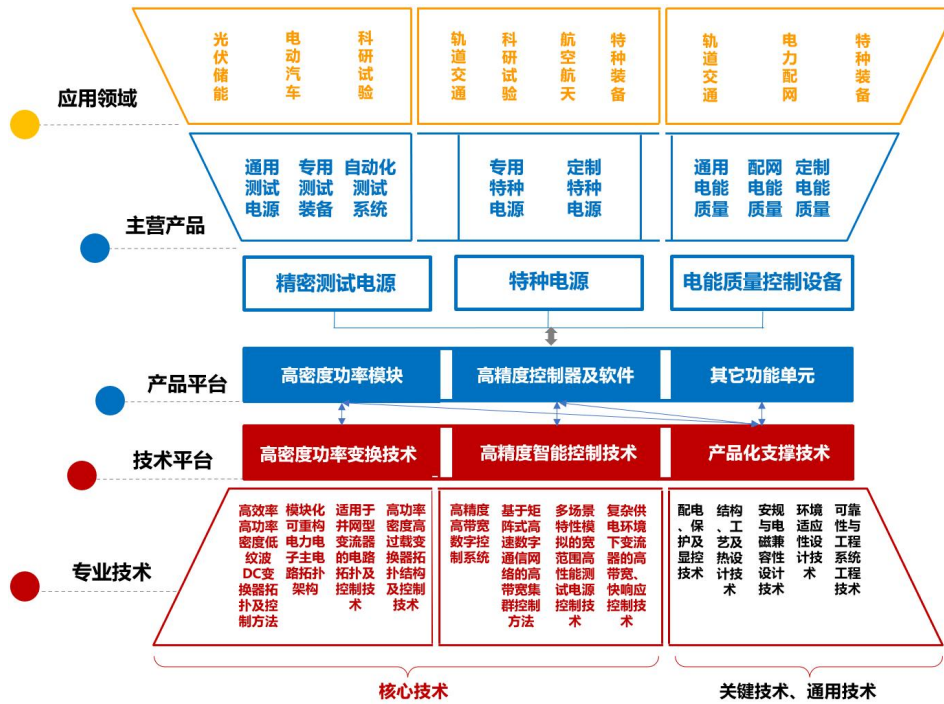 光伏储能
电动汽车
科研试验
轨道交通
科研试验
航空航天
特种装备
轨道交通
电力配网
特种装备
应用领域
通用
测试
电源
专用
测试
装备
自动化
测试
系统
专用
特种
电源
定制
特种
电源
通用
电能
质量
配网
电能
质量
定制
电能
质量
主营产品
精密测试电源
特种电源
电能质量控制设备
产品平台
高密度功率模块
高精度控制器及软件
其它功能单元
技术平台
高密度功率变换技术
高精度智能控制技术
产品化支撑技术
专业技术
高效率
高功率
密度低
纹波
DC变
换器拓
扑及控
制方法
模块化
可重构
电力电
子主电
路拓扑
架构
适用于
并网型
变流器
的电路
拓扑及
控制技
术
高功率
密度高
过载变
换器拓
扑结构
及控制
技术
高精度
高带宽
数字控
制系统
基于矩
阵式高
速数字
通信网
络的高
带宽集
群控制
方法
多场景
特性模
拟的宽
范围高
性能测
试电源
控制技
术
复杂供
电环境
下变流
器的高
带宽、
快响应
控制技
术
配电
、保
护及
显控
技术
结构
、工
艺及
热设
计技
术
安规
与电
磁兼
容性
设计
技术
环境
适应
性设
计技
术
可靠
性与
工程
系统
工程
技术
核心技术
关键技术、通用技术